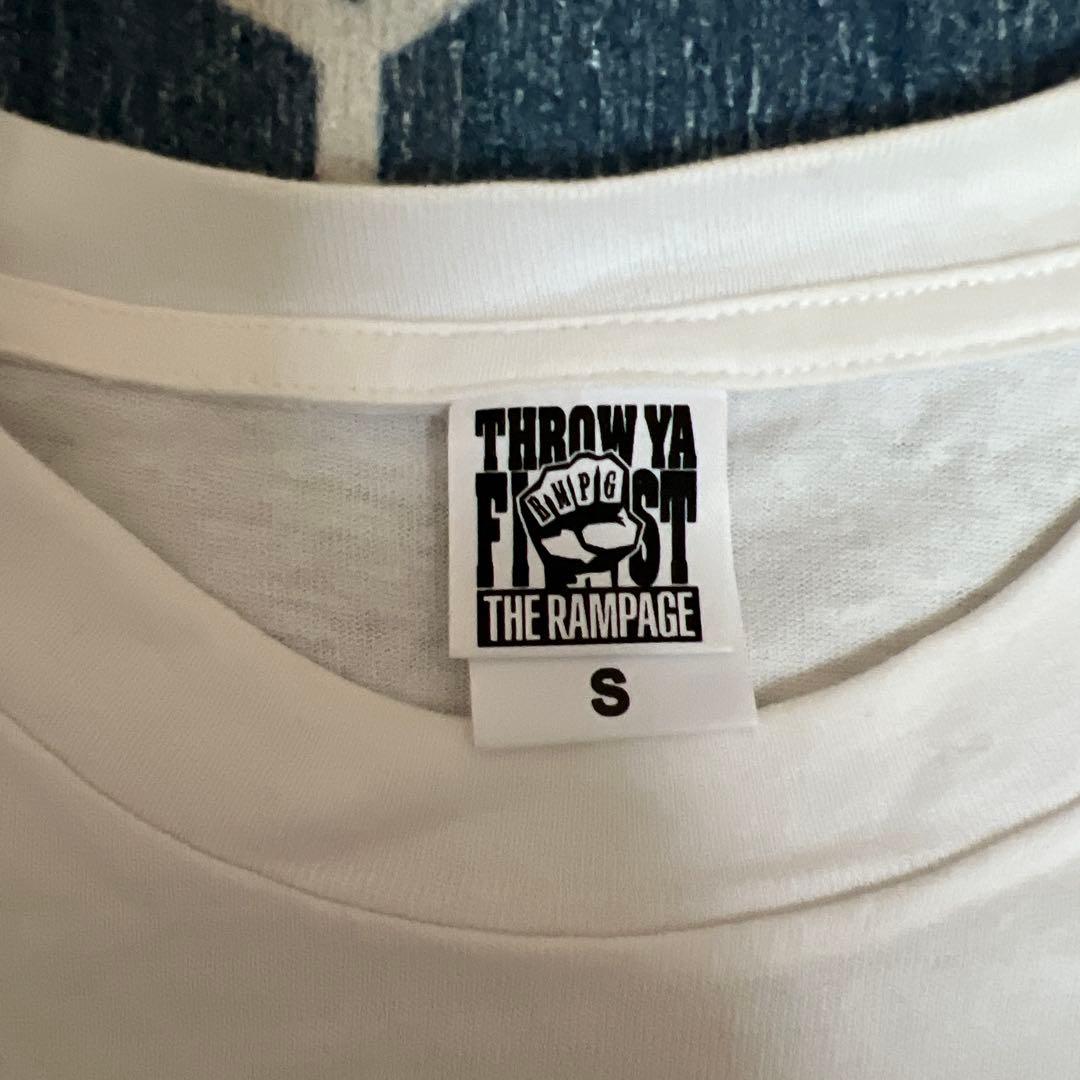 THROW YA
FIST
RMPG
THE RAMPAGE
S